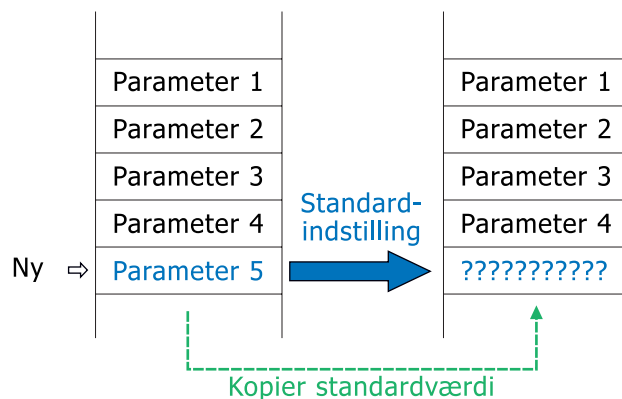 Parameter 1
Parameter 2
Parameter 3
Parameter 4
Ny ⇨ Parameter 5
Standard-
indstilling
Parameter 1
Parameter 2
Parameter 3
Parameter 4
???????????
Kopier standardværdi